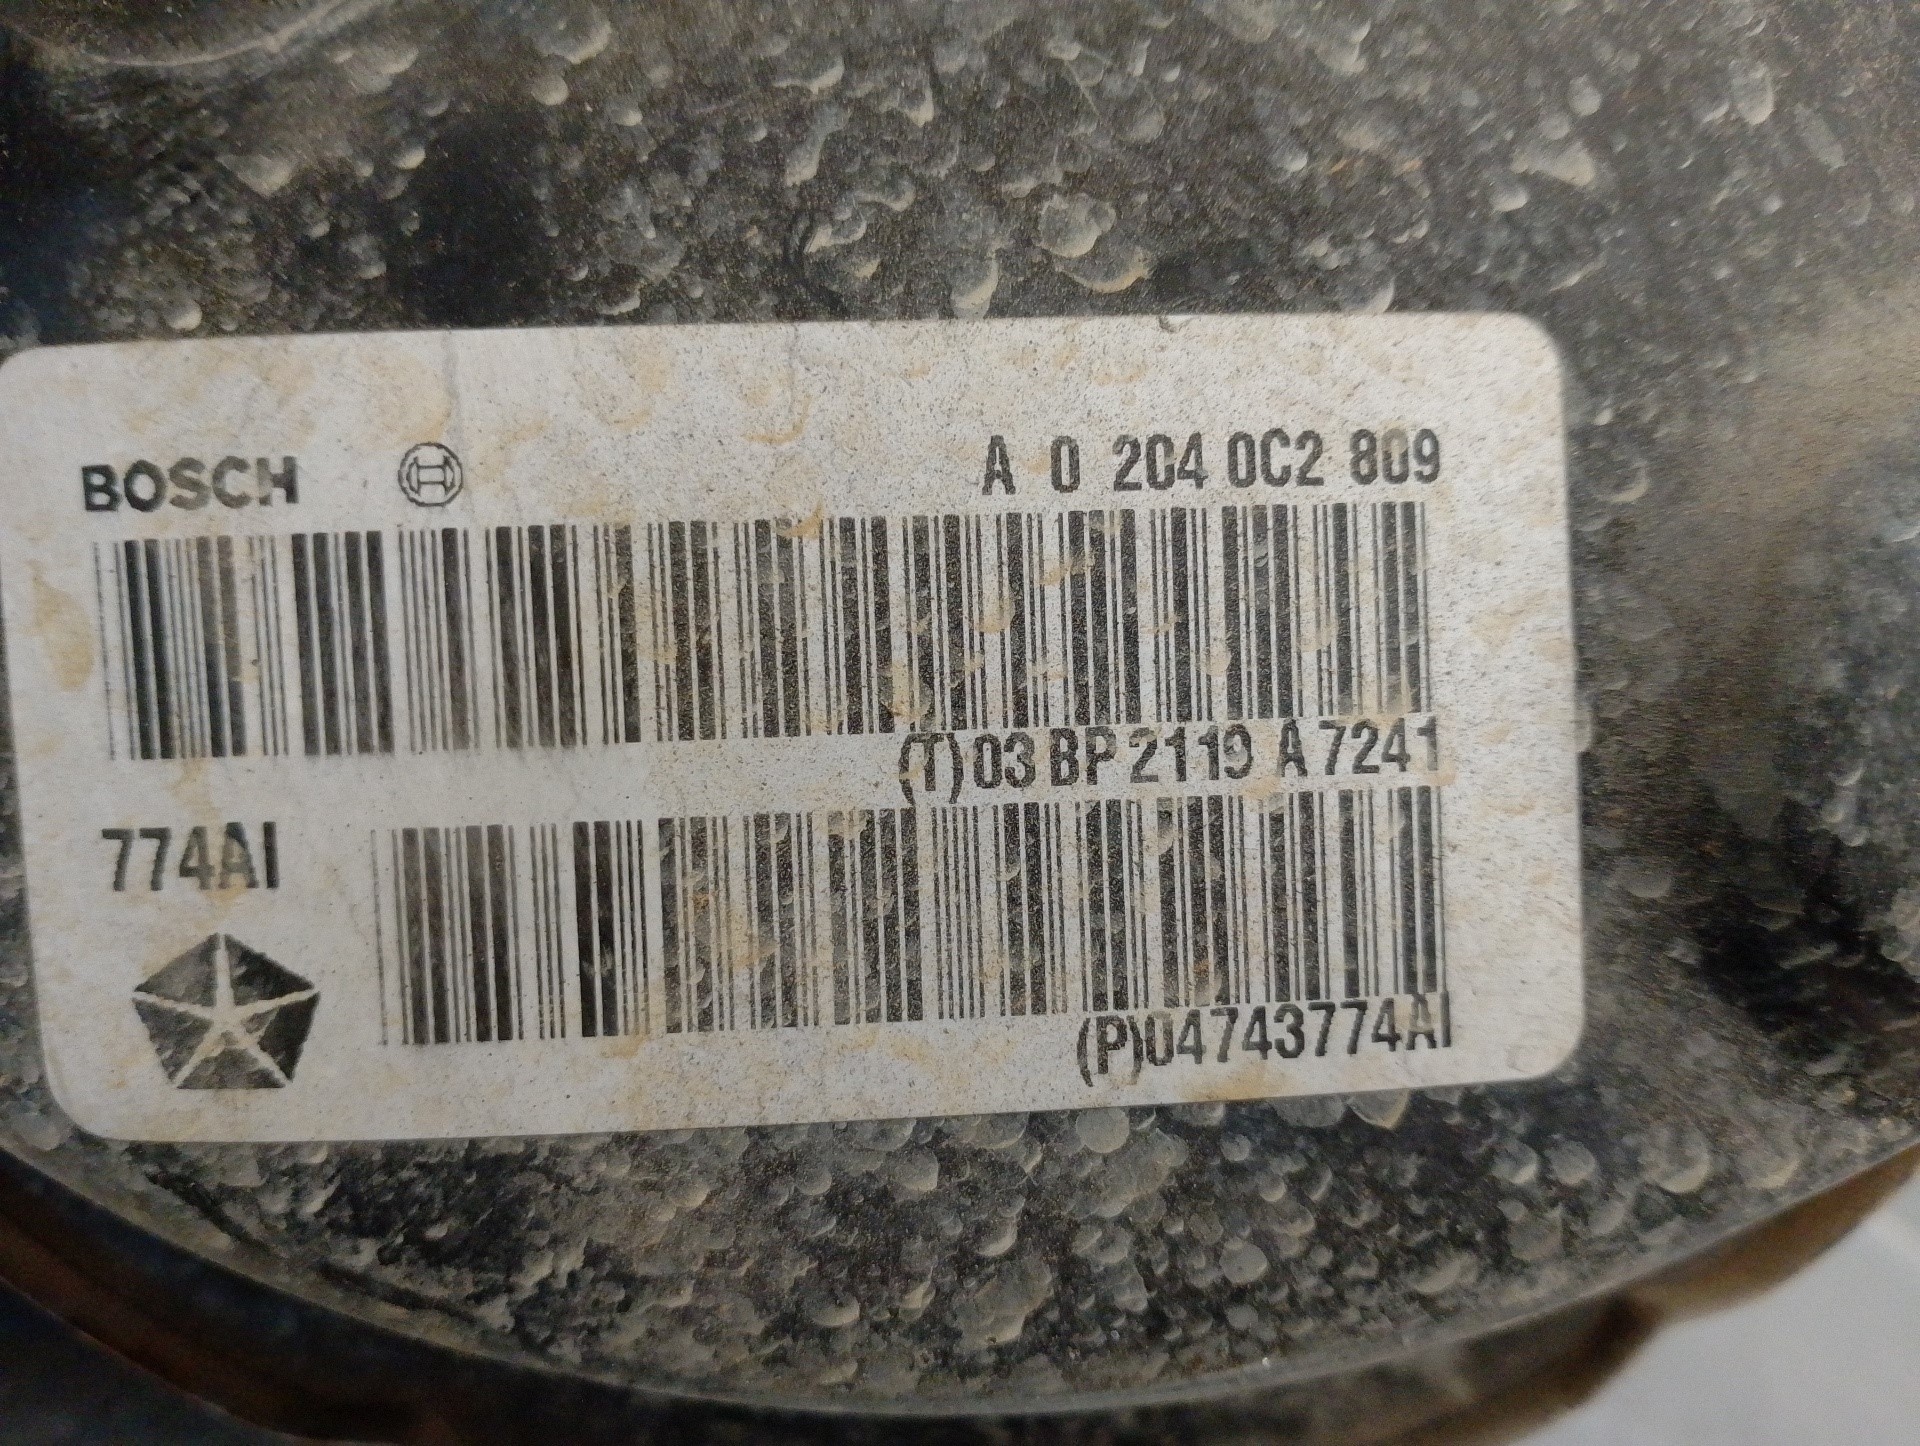 BOSCH A 0 204 0C2 809
(T)03 BP 2119 A 7241
774AI
(P)04743774AI